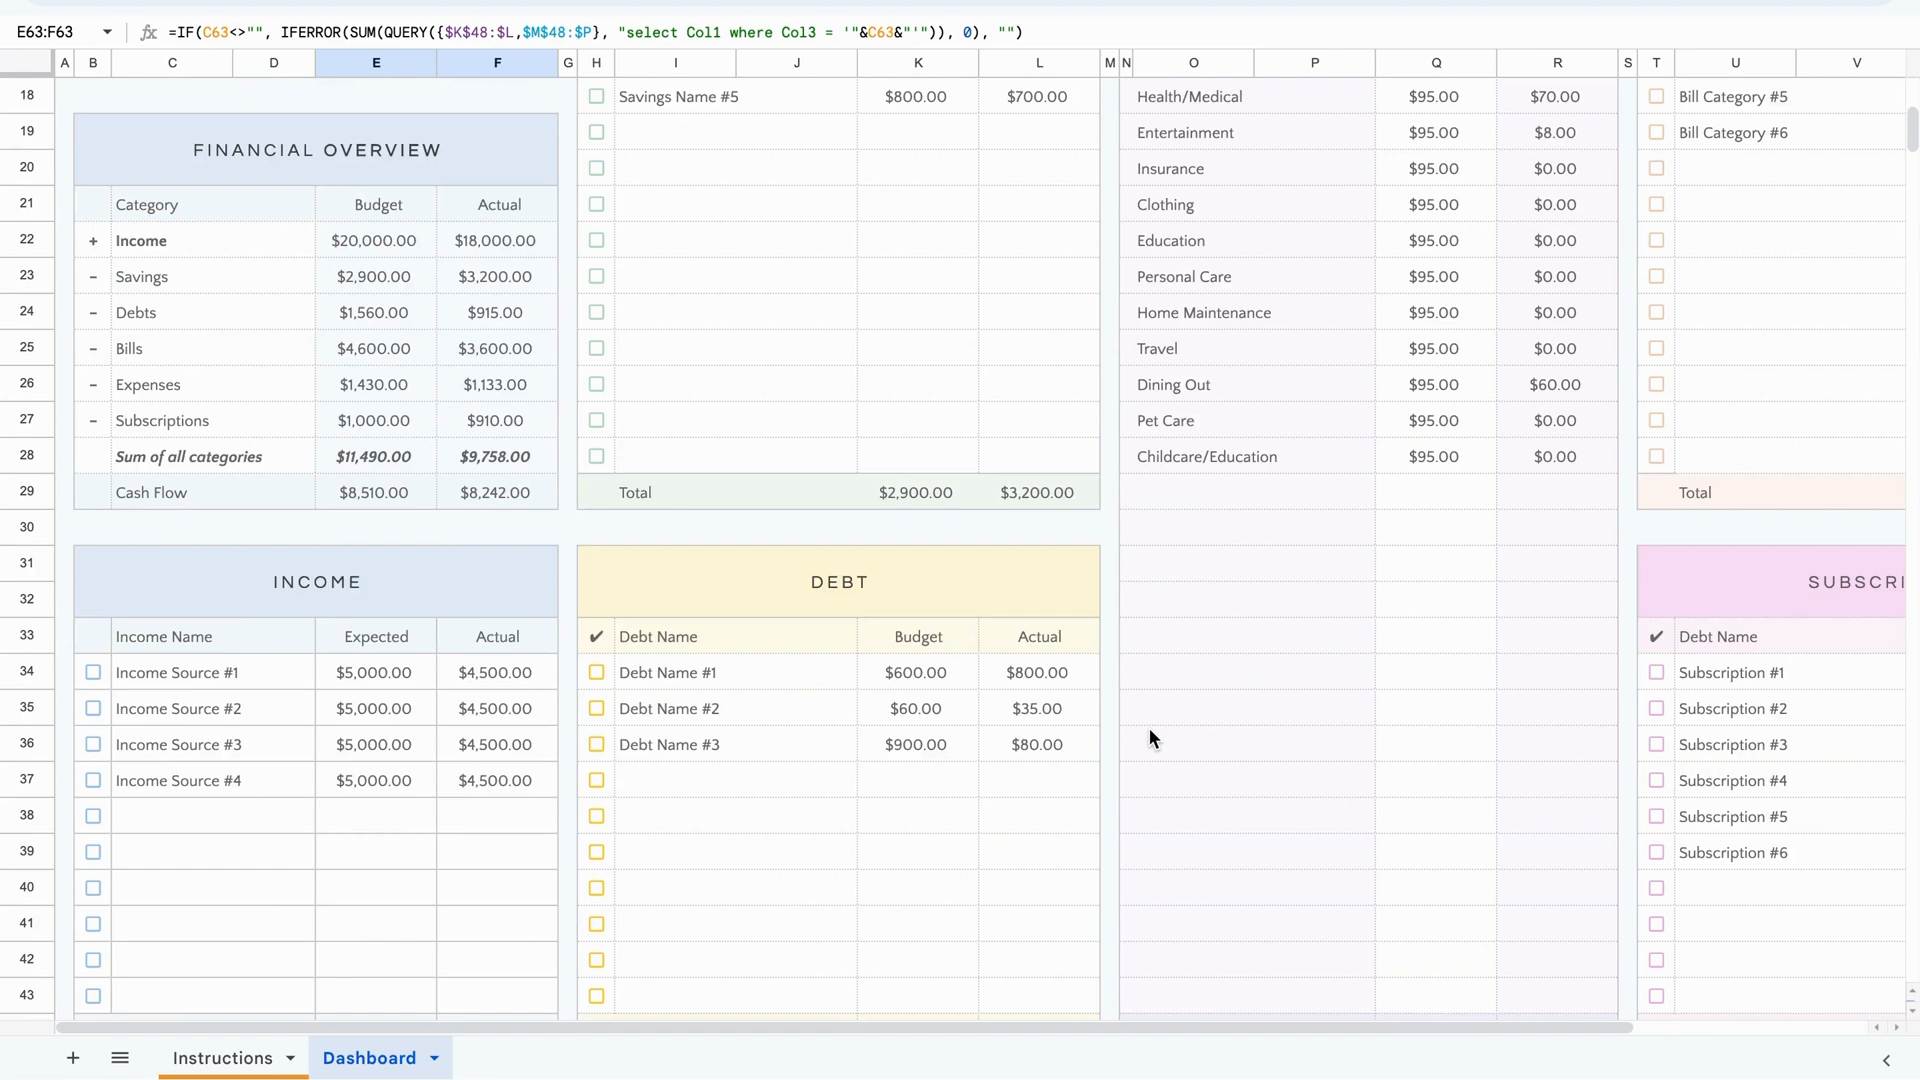 E63:F63 fx =IF(C63<>"", IFERROR(SUM(QUERY({$K$48:$L,$M$48:$P}, "select Col1 where Col3 = '"&C63&"'")), 0), "")
A B C D E F G H I J K L M N O P Q R S T U V
18 Savings Name #5 $800.00 $700.00 Health/Medical $95.00 $70.00 Bill Category #5
19 Entertainment $95.00 $8.00 Bill Category #6
FINANCIAL OVERVIEW
20 Insurance $95.00 $0.00
21 Category Budget Actual Clothing $95.00 $0.00
22 + Income $20,000.00 $18,000.00 Education $95.00 $0.00
23 – Savings $2,900.00 $3,200.00 Personal Care $95.00 $0.00
24 – Debts $1,560.00 $915.00 Home Maintenance $95.00 $0.00
25 – Bills $4,600.00 $3,600.00 Travel $95.00 $0.00
26 – Expenses $1,430.00 $1,133.00 Dining Out $95.00 $60.00
27 – Subscriptions $1,000.00 $910.00 Pet Care $95.00 $0.00
28 Sum of all categories $11,490.00 $9,758.00 Childcare/Education $95.00 $0.00
29 Cash Flow $8,510.00 $8,242.00 Total $2,900.00 $3,200.00 Total
30
31
INCOME DEBT SUBSCRI
32
33 Income Name Expected Actual ✔ Debt Name Budget Actual ✔ Debt Name
34 Income Source #1 $5,000.00 $4,500.00 Debt Name #1 $600.00 $800.00 Subscription #1
35 Income Source #2 $5,000.00 $4,500.00 Debt Name #2 $60.00 $35.00 Subscription #2
36 Income Source #3 $5,000.00 $4,500.00 Debt Name #3 $900.00 $80.00 Subscription #3
37 Income Source #4 $5,000.00 $4,500.00 Subscription #4
38 Subscription #5
39 Subscription #6
40
41
42
43
+ Instructions Dashboard